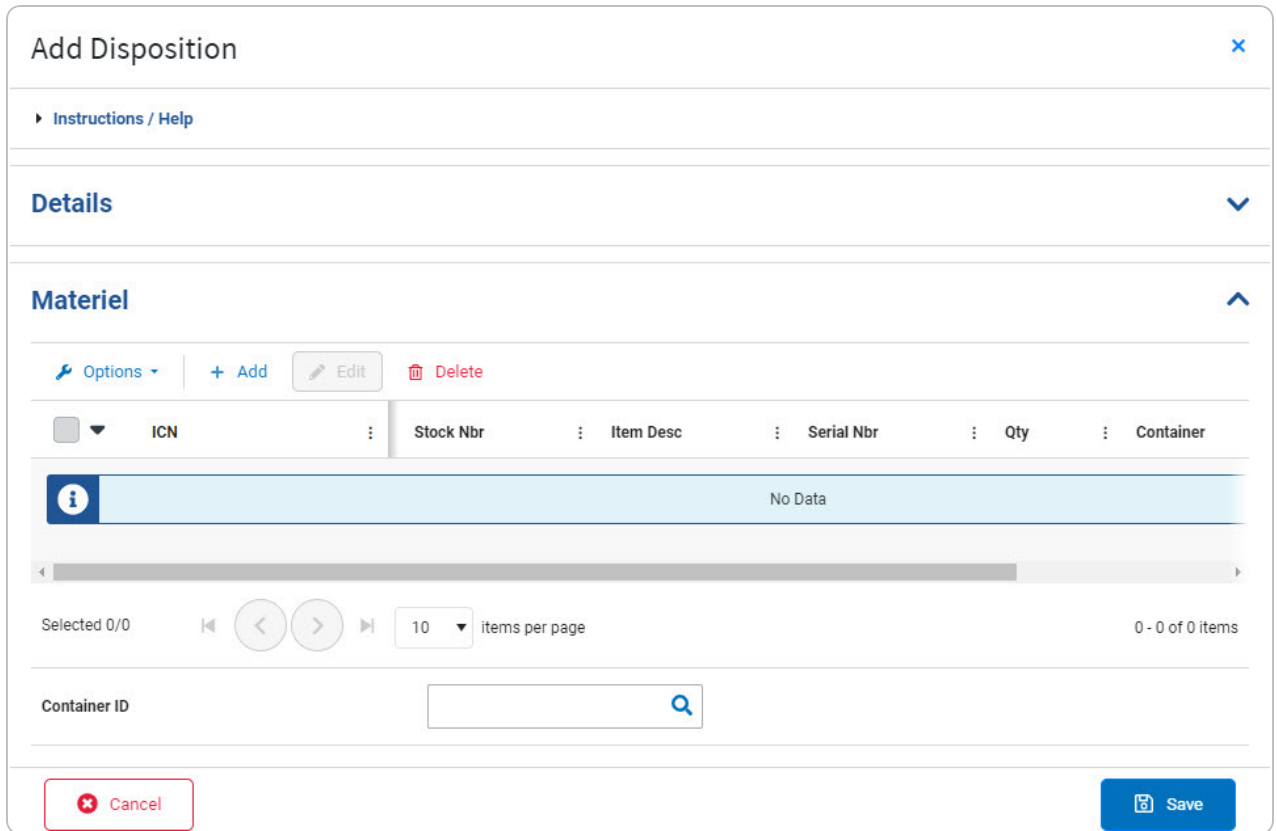 Add Disposition
Instructions / Help
Details
Materiel
Options + Add Edit Delete
ICN Stock Nbr Item Desc Serial Nbr Qty Container
No Data
Selected 0/0 10 items per page 0 - 0 of 0 items
Container ID
Cancel Save